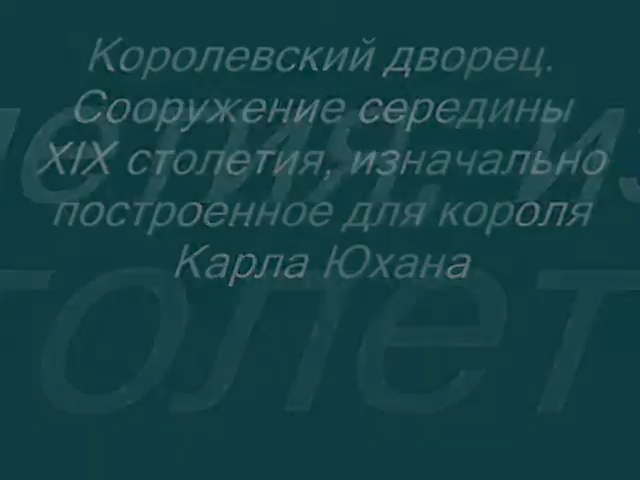 Королевский дворец.
Сооружение середины
XIX столетия, изначально
построенное для короля
Карла Юхана